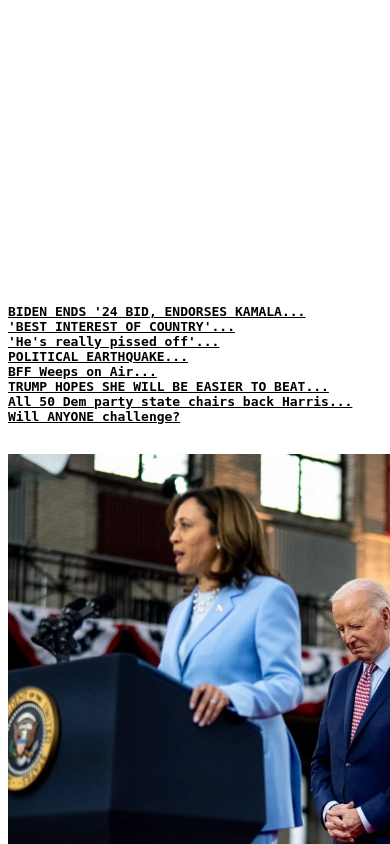 BIDEN ENDS '24 BID, ENDORSES KAMALA...
'BEST INTEREST OF COUNTRY'...
'He's really pissed off'...
POLITICAL EARTHQUAKE...
BFF Weeps on Air...
TRUMP HOPES SHE WILL BE EASIER TO BEAT...
All 50 Dem party state chairs back Harris...
Will ANYONE challenge?